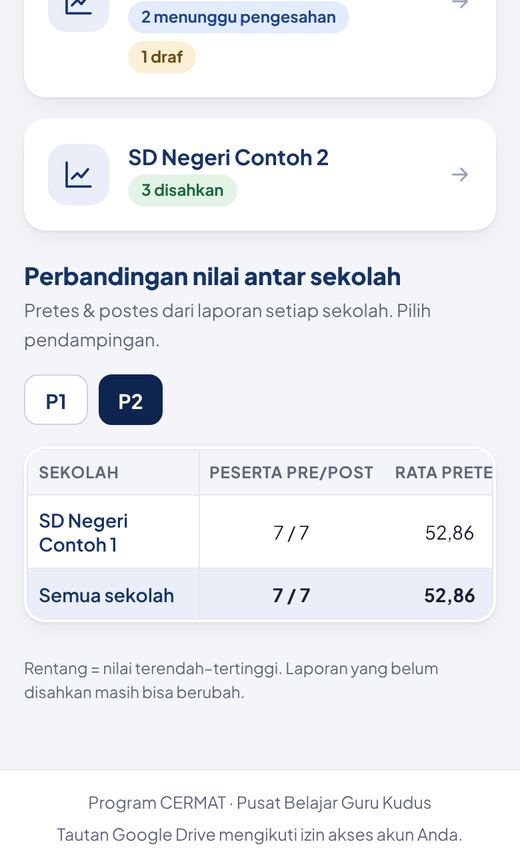 2 menunggu pengesahan
1 draf
SD Negeri Contoh 2
3 disahkan
Perbandingan nilai antar sekolah
Pretes & postes dari laporan setiap sekolah. Pilih
pendampingan.
P1 P2
SEKOLAH PESERTA PRE/POST RATA PRETE
SD Negeri
Contoh 1 7 / 7 52,86
Semua sekolah 7 / 7 52,86
Rentang = nilai terendah–tertinggi. Laporan yang belum
disahkan masih bisa berubah.
Program CERMAT · Pusat Belajar Guru Kudus
Tautan Google Drive mengikuti izin akses akun Anda.